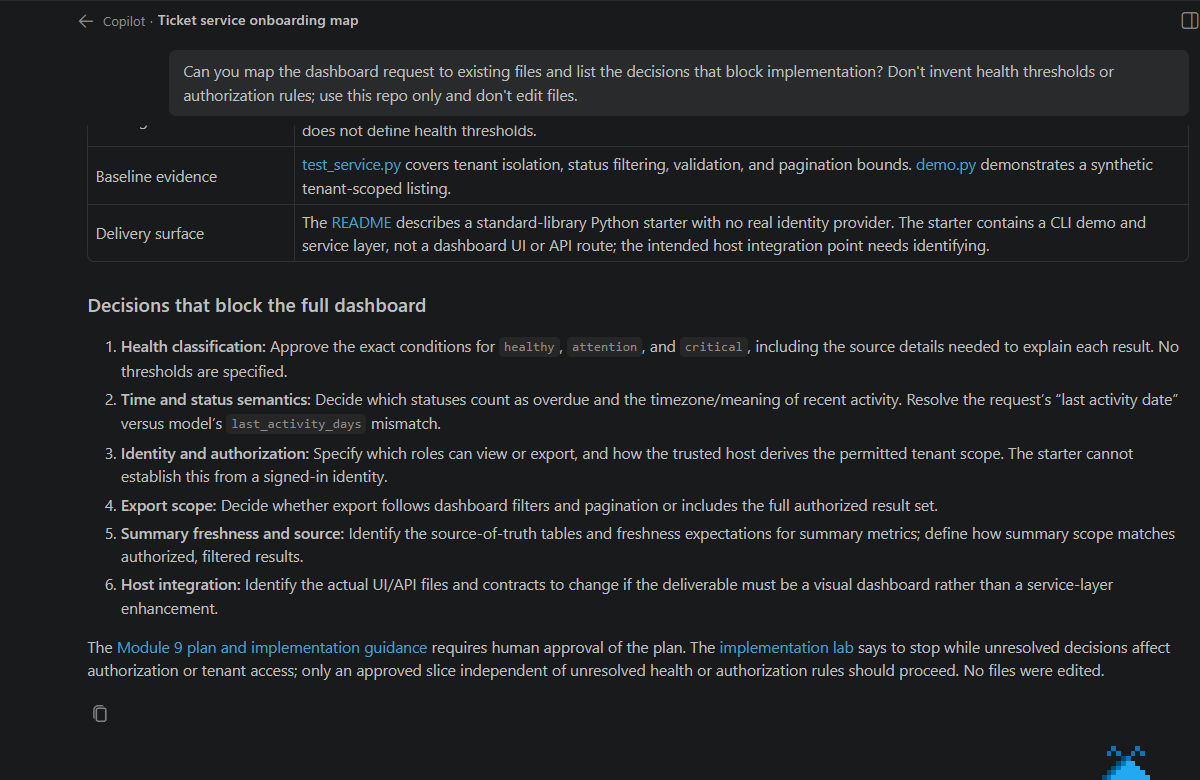 Copilot · Ticket service onboarding map
Can you map the dashboard request to existing files and list the decisions that block implementation? Don't invent health thresholds or
authorization rules; use this repo only and don't edit files.
does not define health thresholds.
Baseline evidence
test_service.py covers tenant isolation, status filtering, validation, and pagination bounds. demo.py demonstrates a synthetic
tenant-scoped listing.
Delivery surface
The README describes a standard-library Python starter with no real identity provider. The starter contains a CLI demo and
service layer, not a dashboard UI or API route; the intended host integration point needs identifying.
Decisions that block the full dashboard
1. Health classification: Approve the exact conditions for healthy, attention, and critical, including the source details needed to explain each result. No
thresholds are specified.
2. Time and status semantics: Decide which statuses count as overdue and the timezone/meaning of recent activity. Resolve the request's “last activity date”
versus model's last_activity_days mismatch.
3. Identity and authorization: Specify which roles can view or export, and how the trusted host derives the permitted tenant scope. The starter cannot
establish this from a signed-in identity.
4. Export scope: Decide whether export follows dashboard filters and pagination or includes the full authorized result set.
5. Summary freshness and source: Identify the source-of-truth tables and freshness expectations for summary metrics; define how summary scope matches
authorized, filtered results.
6. Host integration: Identify the actual UI/API files and contracts to change if the deliverable must be a visual dashboard rather than a service-layer
enhancement.
The Module 9 plan and implementation guidance requires human approval of the plan. The implementation lab says to stop while unresolved decisions affect
authorization or tenant access; only an approved slice independent of unresolved health or authorization rules should proceed. No files were edited.